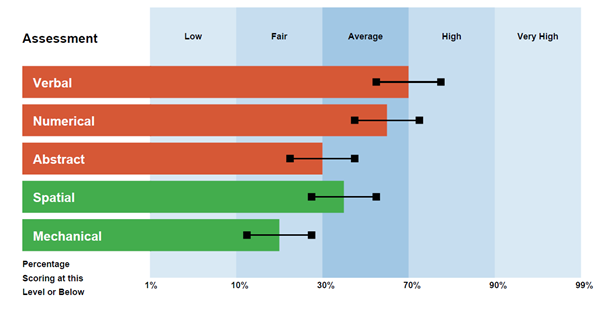 Assessment
Low Fair Average High Very High
Verbal
Numerical
Abstract
Spatial
Mechanical
Percentage
Scoring at this
Level or Below
1% 10% 30% 70% 90% 99%